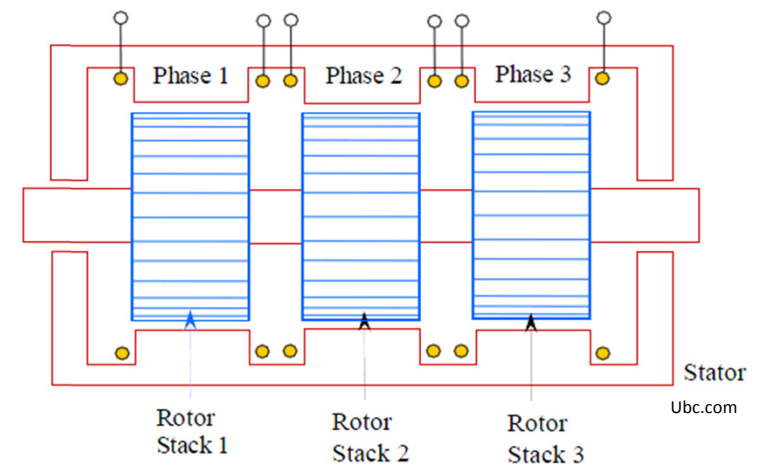 Phase 1
Phase 2
Phase 3
Stator
Ubc.com
Rotor
Stack 1
Rotor
Stack 2
Rotor
Stack 3